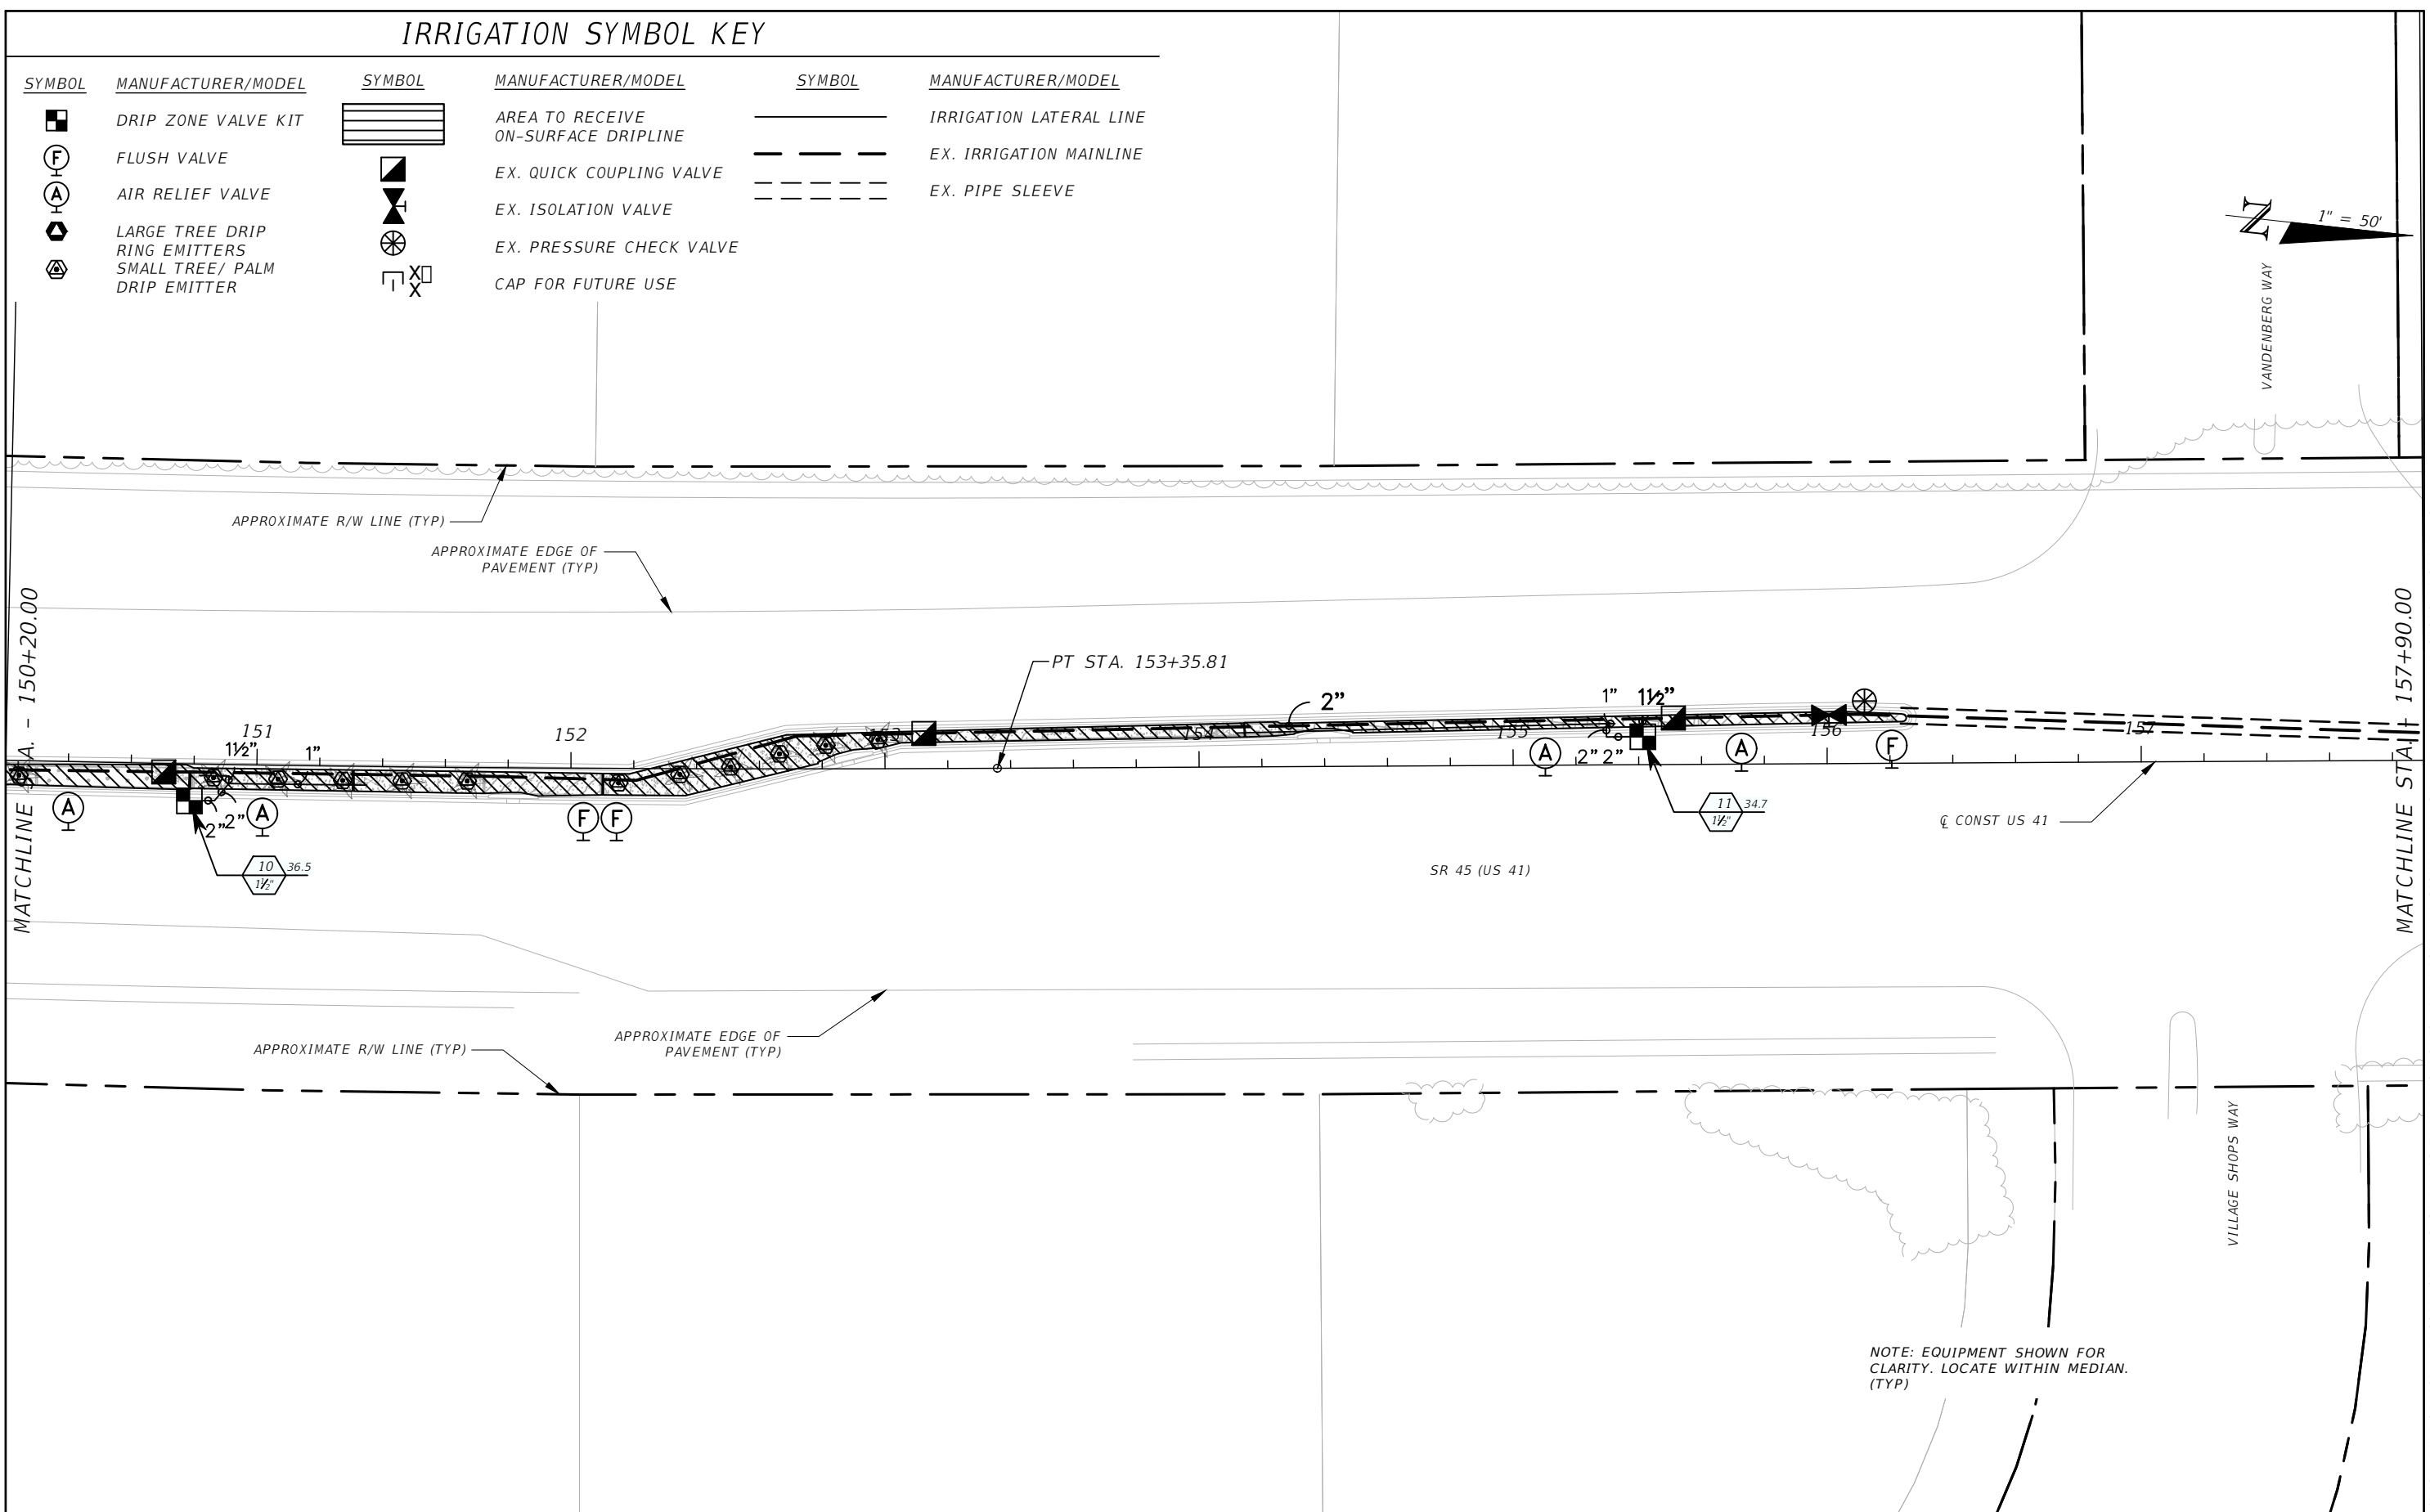 IRRIGATION SYMBOL KEY
SYMBOL
MANUFACTURER/MODEL
DRIP ZONE VALVE KIT
F
FLUSH VALVE
A
AIR RELIEF VALVE
LARGE TREE DRIP
RING EMITTERS
SMALL TREE/ PALM
DRIP EMITTER
SYMBOL
MANUFACTURER/MODEL
AREA TO RECEIVE
ON-SURFACE DRIPLINE
EX. QUICK COUPLING VALVE
EX. ISOLATION VALVE
EX. PRESSURE CHECK VALVE
X
X
CAP FOR FUTURE USE
SYMBOL
MANUFACTURER/MODEL
IRRIGATION LATERAL LINE
EX. IRRIGATION MAINLINE
EX. PIPE SLEEVE
N
1" = 50'
VANDENBERG WAY
APPROXIMATE R/W LINE (TYP)
APPROXIMATE EDGE OF
PAVEMENT (TYP)
MATCHLINE STA. - 150+20.00
PT STA. 153+35.81
MATCHLINE STA. - 157+90.00
151
152
153
154
155
156
157
1½”
1”
2”
1”
1½”
2”
2”
2”
2”
A
A
F
F
A
A
F
10
1½"
36.5
11
1½"
34.7
℄ CONST US 41
SR 45 (US 41)
APPROXIMATE EDGE OF
PAVEMENT (TYP)
APPROXIMATE R/W LINE (TYP)
VILLAGE SHOPS WAY
NOTE: EQUIPMENT SHOWN FOR
CLARITY. LOCATE WITHIN MEDIAN.
(TYP)